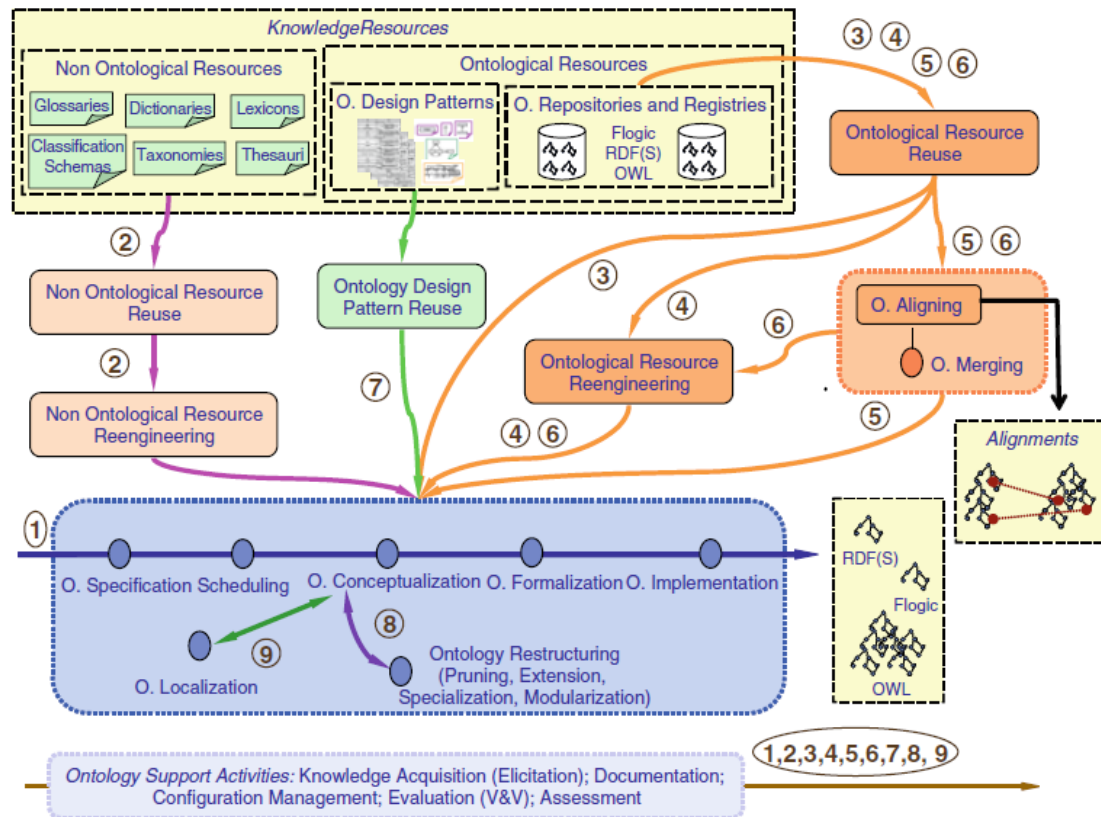 KnowledgeResources
Non Ontological Resources
Glossaries
Dictionaries
Lexicons
Classification
Schemas
Taxonomies
Thesauri
Ontological Resources
O. Design Patterns
O. Repositories and Registries
Flogic
RDF(S)
OWL
3 4
5 6
Ontological Resource
Reuse
2
Non Ontological Resource
Reuse
2
Non Ontological Resource
Reengineering
Ontology Design
Pattern Reuse
7
3
4
5 6
O. Aligning
O. Merging
6
Ontological Resource
Reengineering
4 6
5
Alignments
1
O. Specification
Scheduling
O. Conceptualization
O. Formalization
O. Implementation
9
O. Localization
8
Ontology Restructuring
(Pruning, Extension,
Specialization, Modularization)
RDF(S)
Flogic
OWL
1,2,3,4,5,6,7,8, 9
Ontology Support Activities: Knowledge Acquisition (Elicitation); Documentation;
Configuration Management; Evaluation (V&V); Assessment